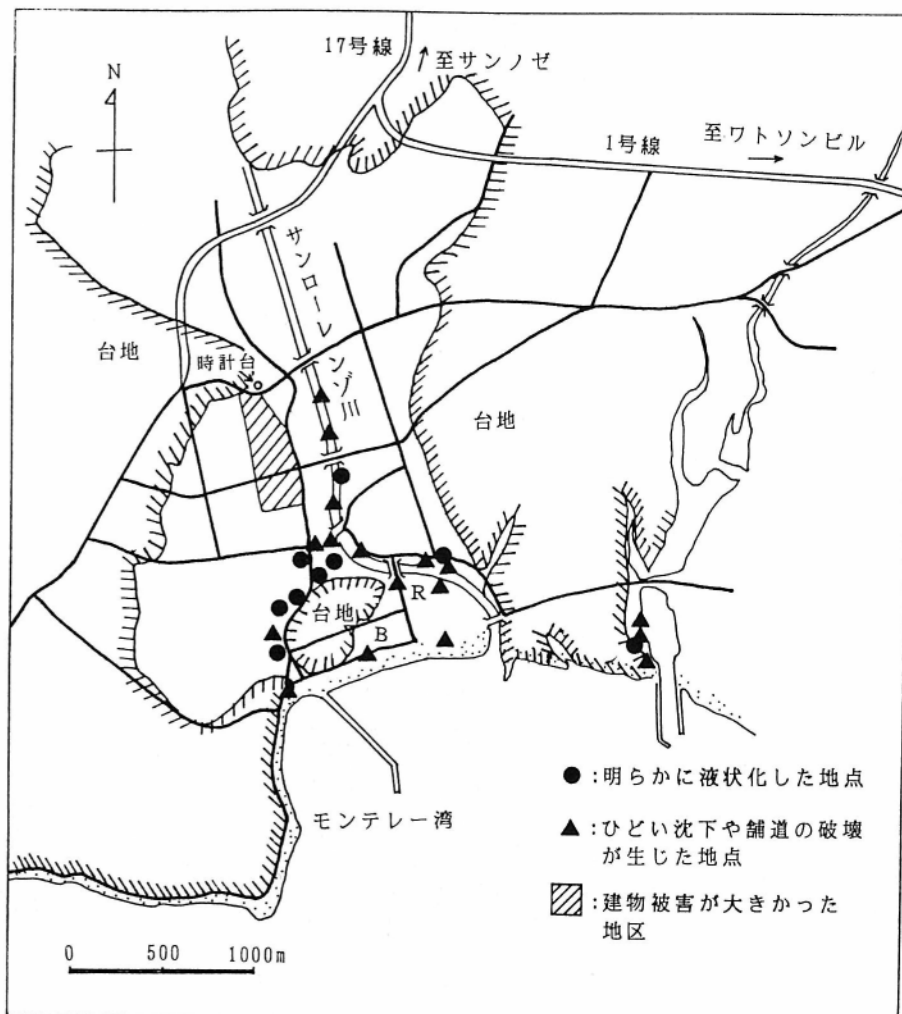 17号線
至サンノゼ
N
1号線
至ワトソンビル
サンローレンゾ川
台地
時計台
台地
台地
R
B
モンテレー湾
●:明らかに液状化した地点
▲:ひどい沈下や舗道の破壊
が生じた地点
:建物被害が大きかった
地区
0 500 1000m